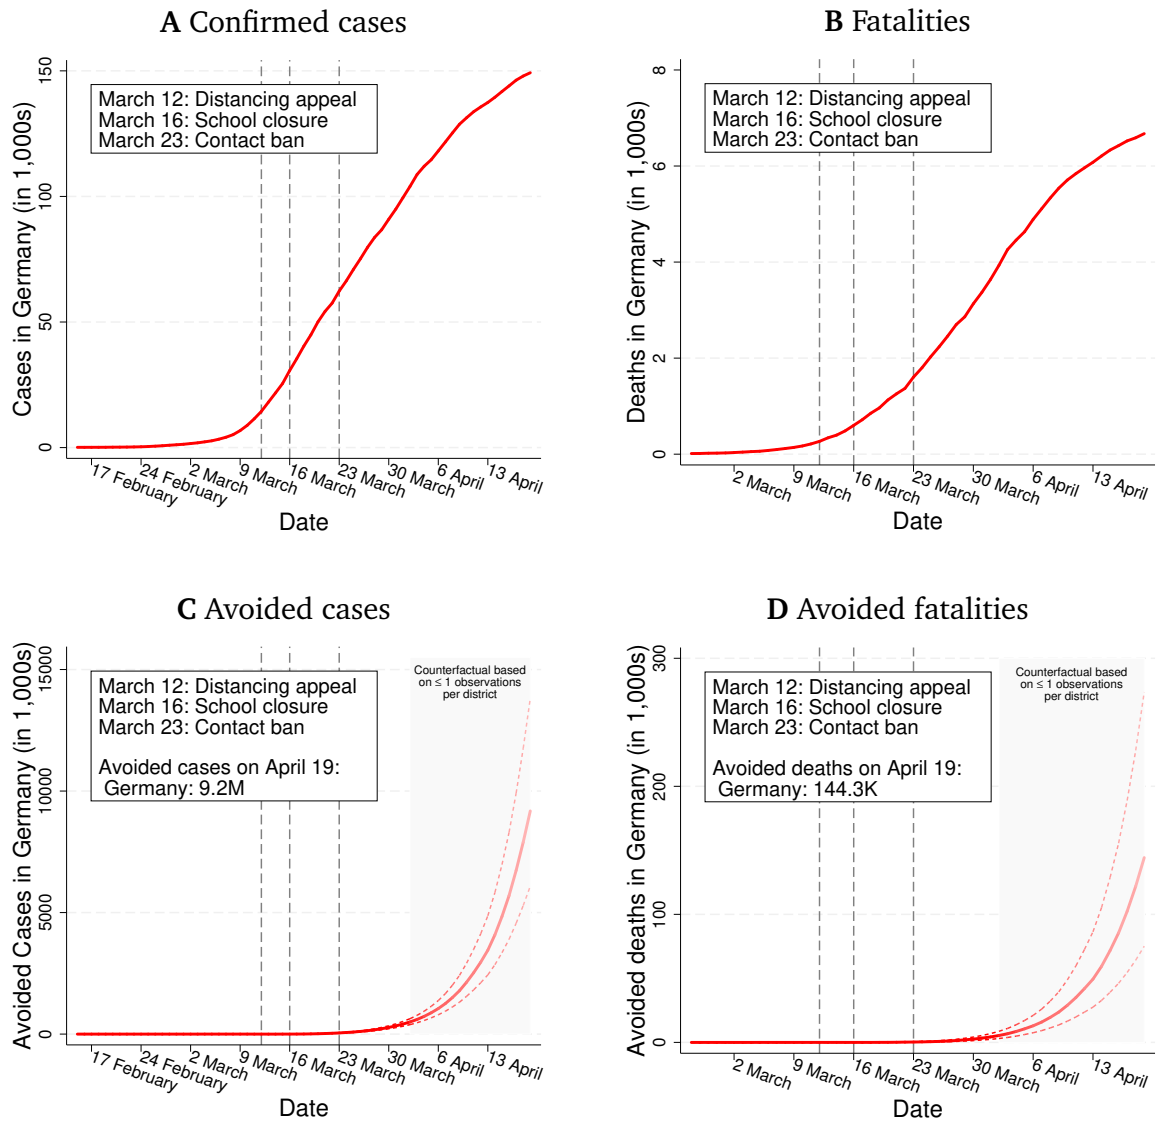 A Confirmed cases
Cases in Germany (in 1,000s)
150
100
50
0
March 12: Distancing appeal
March 16: School closure
March 23: Contact ban
17 February
24 February
2 March
9 March
16 March
23 March
30 March
6 April
13 April
Date
B Fatalities
Deaths in Germany (in 1,000s)
8
6
4
2
0
March 12: Distancing appeal
March 16: School closure
March 23: Contact ban
2 March
9 March
16 March
23 March
30 March
6 April
13 April
Date
C Avoided cases
Avoided Cases in Germany (in 1,000s)
15000
10000
5000
0
March 12: Distancing appeal
March 16: School closure
March 23: Contact ban
Avoided cases on April 19:
Germany: 9.2M
Counterfactual based
on ≤ 1 observations
per district
17 February
24 February
2 March
9 March
16 March
23 March
30 March
6 April
13 April
Date
D Avoided fatalities
Avoided deaths in Germany (in 1,000s)
300
200
100
0
March 12: Distancing appeal
March 16: School closure
March 23: Contact ban
Avoided deaths on April 19:
Germany: 144.3K
Counterfactual based
on ≤ 1 observations
per district
2 March
9 March
16 March
23 March
30 March
6 April
13 April
Date